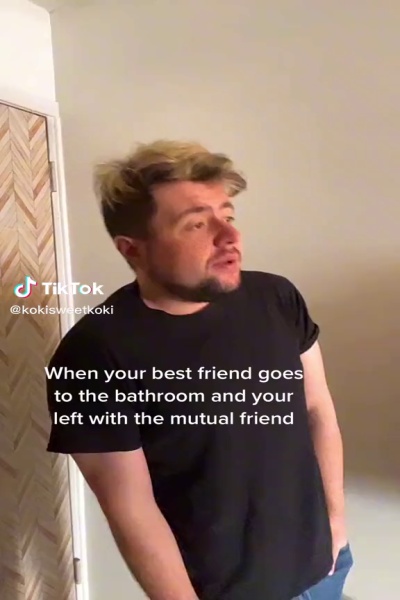 TikTok
@kokisweetkoki
When your best friend goes
to the bathroom and your
left with the mutual friend